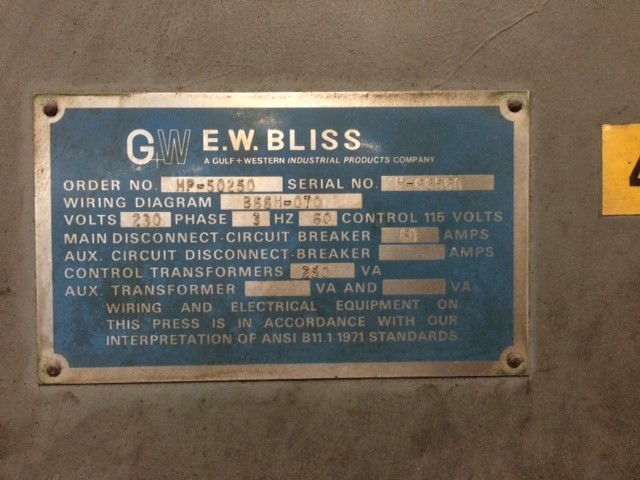 G+W E.W. BLISS
A GULF + WESTERN INDUSTRIAL PRODUCTS COMPANY
ORDER NO. HP-50250 SERIAL NO.
WIRING DIAGRAM B66H-070
VOLTS 230 PHASE 3 HZ 60 CONTROL 115 VOLTS
MAIN DISCONNECT-CIRCUIT BREAKER AMPS
AUX. CIRCUIT DISCONNECT-BREAKER AMPS
CONTROL TRANSFORMERS 250 VA
AUX. TRANSFORMER VA AND VA
WIRING AND ELECTRICAL EQUIPMENT ON
THIS PRESS IS IN ACCORDANCE WITH OUR
INTERPRETATION OF ANSI B11.1 1971 STANDARDS.